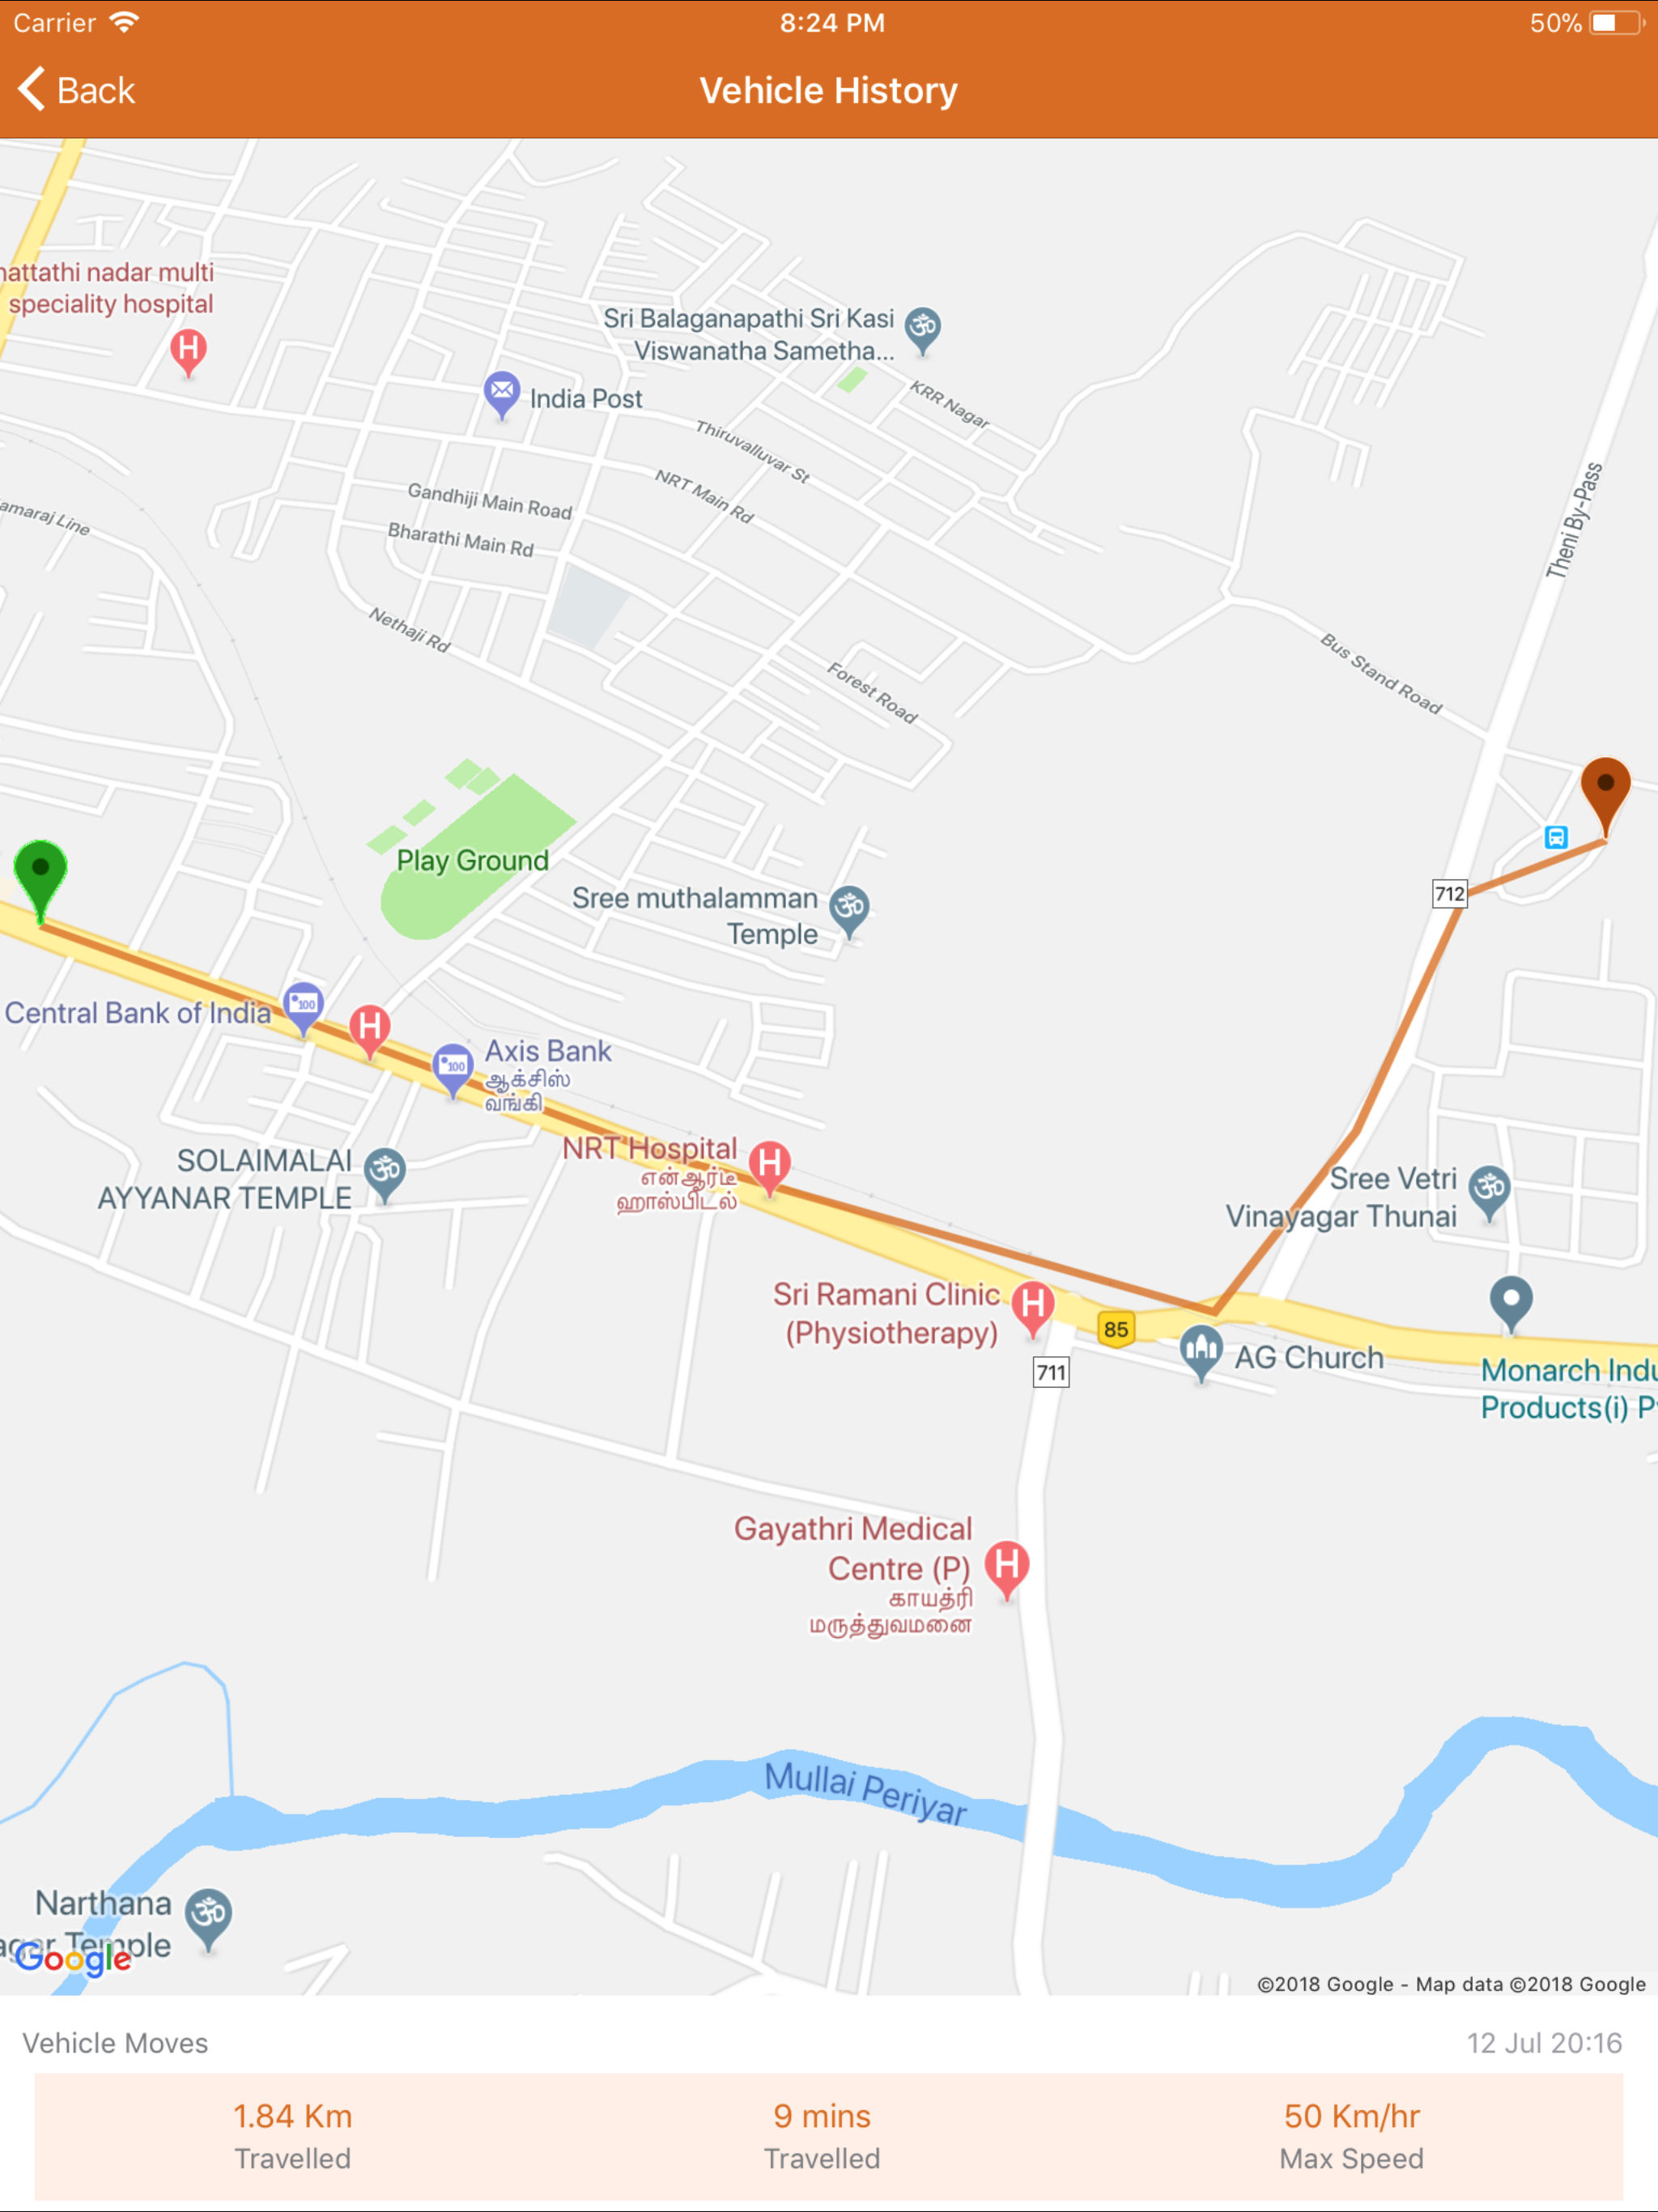 Carrier
8:24 PM
50%
Back
Vehicle History
nattathi nadar multi
speciality hospital
Sri Balaganapathi Sri Kasi
Viswanatha Sametha...
India Post
KRR Nagar
Thiruvalluvar St
NRT Main Rd
Gandhiji Main Road
Bharathi Main Rd
amaraj Line
Theni By-Pass
Nethaji Rd
Bus Stand Road
Forest Road
Play Ground
Sree muthalamman
Temple
712
Central Bank of India
100
H
Axis Bank
ஆக்சிஸ்
வங்கி
100
SOLAIMALAI
AYYANAR TEMPLE
NRT Hospital
என்ஆர்டீ
ஹாஸ்பிடல்
Sree Vetri
Vinayagar Thunai
Sri Ramani Clinic
(Physiotherapy)
85
711
AG Church
Monarch Indu
Products(i) P
Gayathri Medical
Centre (P)
காயத்ரி
மருத்துவமனை
Mullai Periyar
Narthana
agar Temple
Google
©2018 Google - Map data ©2018 Google
Vehicle Moves
12 Jul 20:16
1.84 Km
Travelled
9 mins
Travelled
50 Km/hr
Max Speed